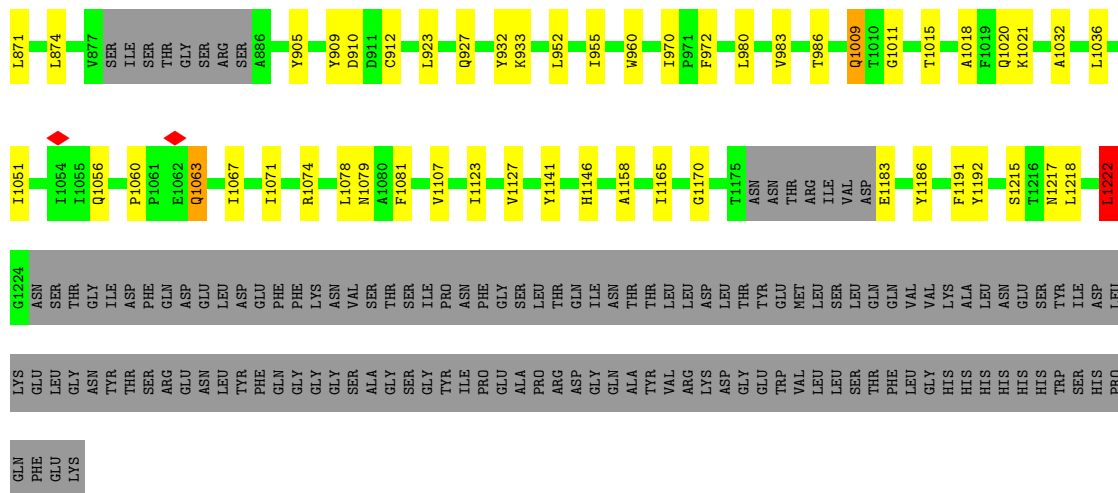 L871 L874 V877 SER ILE SER THR GLY SER ARG SER A886 Y905 Y909 D910 D911 C912 L923 Q927 Y932 K933 L952 I955 W960 I970 P971 F972 L980 V983 T986 Q1009 T1010 G1011 T1015 A1018 F1019 Q1020 K1021 A1032 L1036
I1051 I1054 I1055 Q1056 P1060 P1061 E1062 Q1063 I1067 I1071 R1074 L1078 N1079 A1080 F1081 V1107 I1123 V1127 Y1141 H1146 A1158 I1165 G1170 T1175 ASN ASN THR ARG ILE VAL ASP E1183 Y1186 F1191 Y1192 S1215 T1216 N1217 L1218 L1222
G1224 ASN SER THR GLY ILE ASP PHE GLN ASP GLU LEU ASP GLU PHE PHE LYS ASN VAL SER THR SER ILE PRO ASN PHE GLY SER LEU THR GLN ILE ASN THR THR LEU LEU ASP LEU THR TYR GLU MET LEU SER LEU GLN GLN VAL VAL LYS ALA LEU ASN GLU SER TYR ILE ASP LEU
LYS GLU LEU GLY ASN TYR THR SER ARG GLU ASN LEU TYR PHE GLN GLY GLY GLY SER ALA GLY SER GLY TYR ILE PRO GLU ALA PRO ARG ASP GLY GLN ALA TYR VAL ARG LYS ASP GLY GLU TRP VAL LEU LEU SER THR PHE LEU GLY HIS HIS HIS HIS HIS HIS TRP SER HIS PRO
GLN PHE GLU LYS